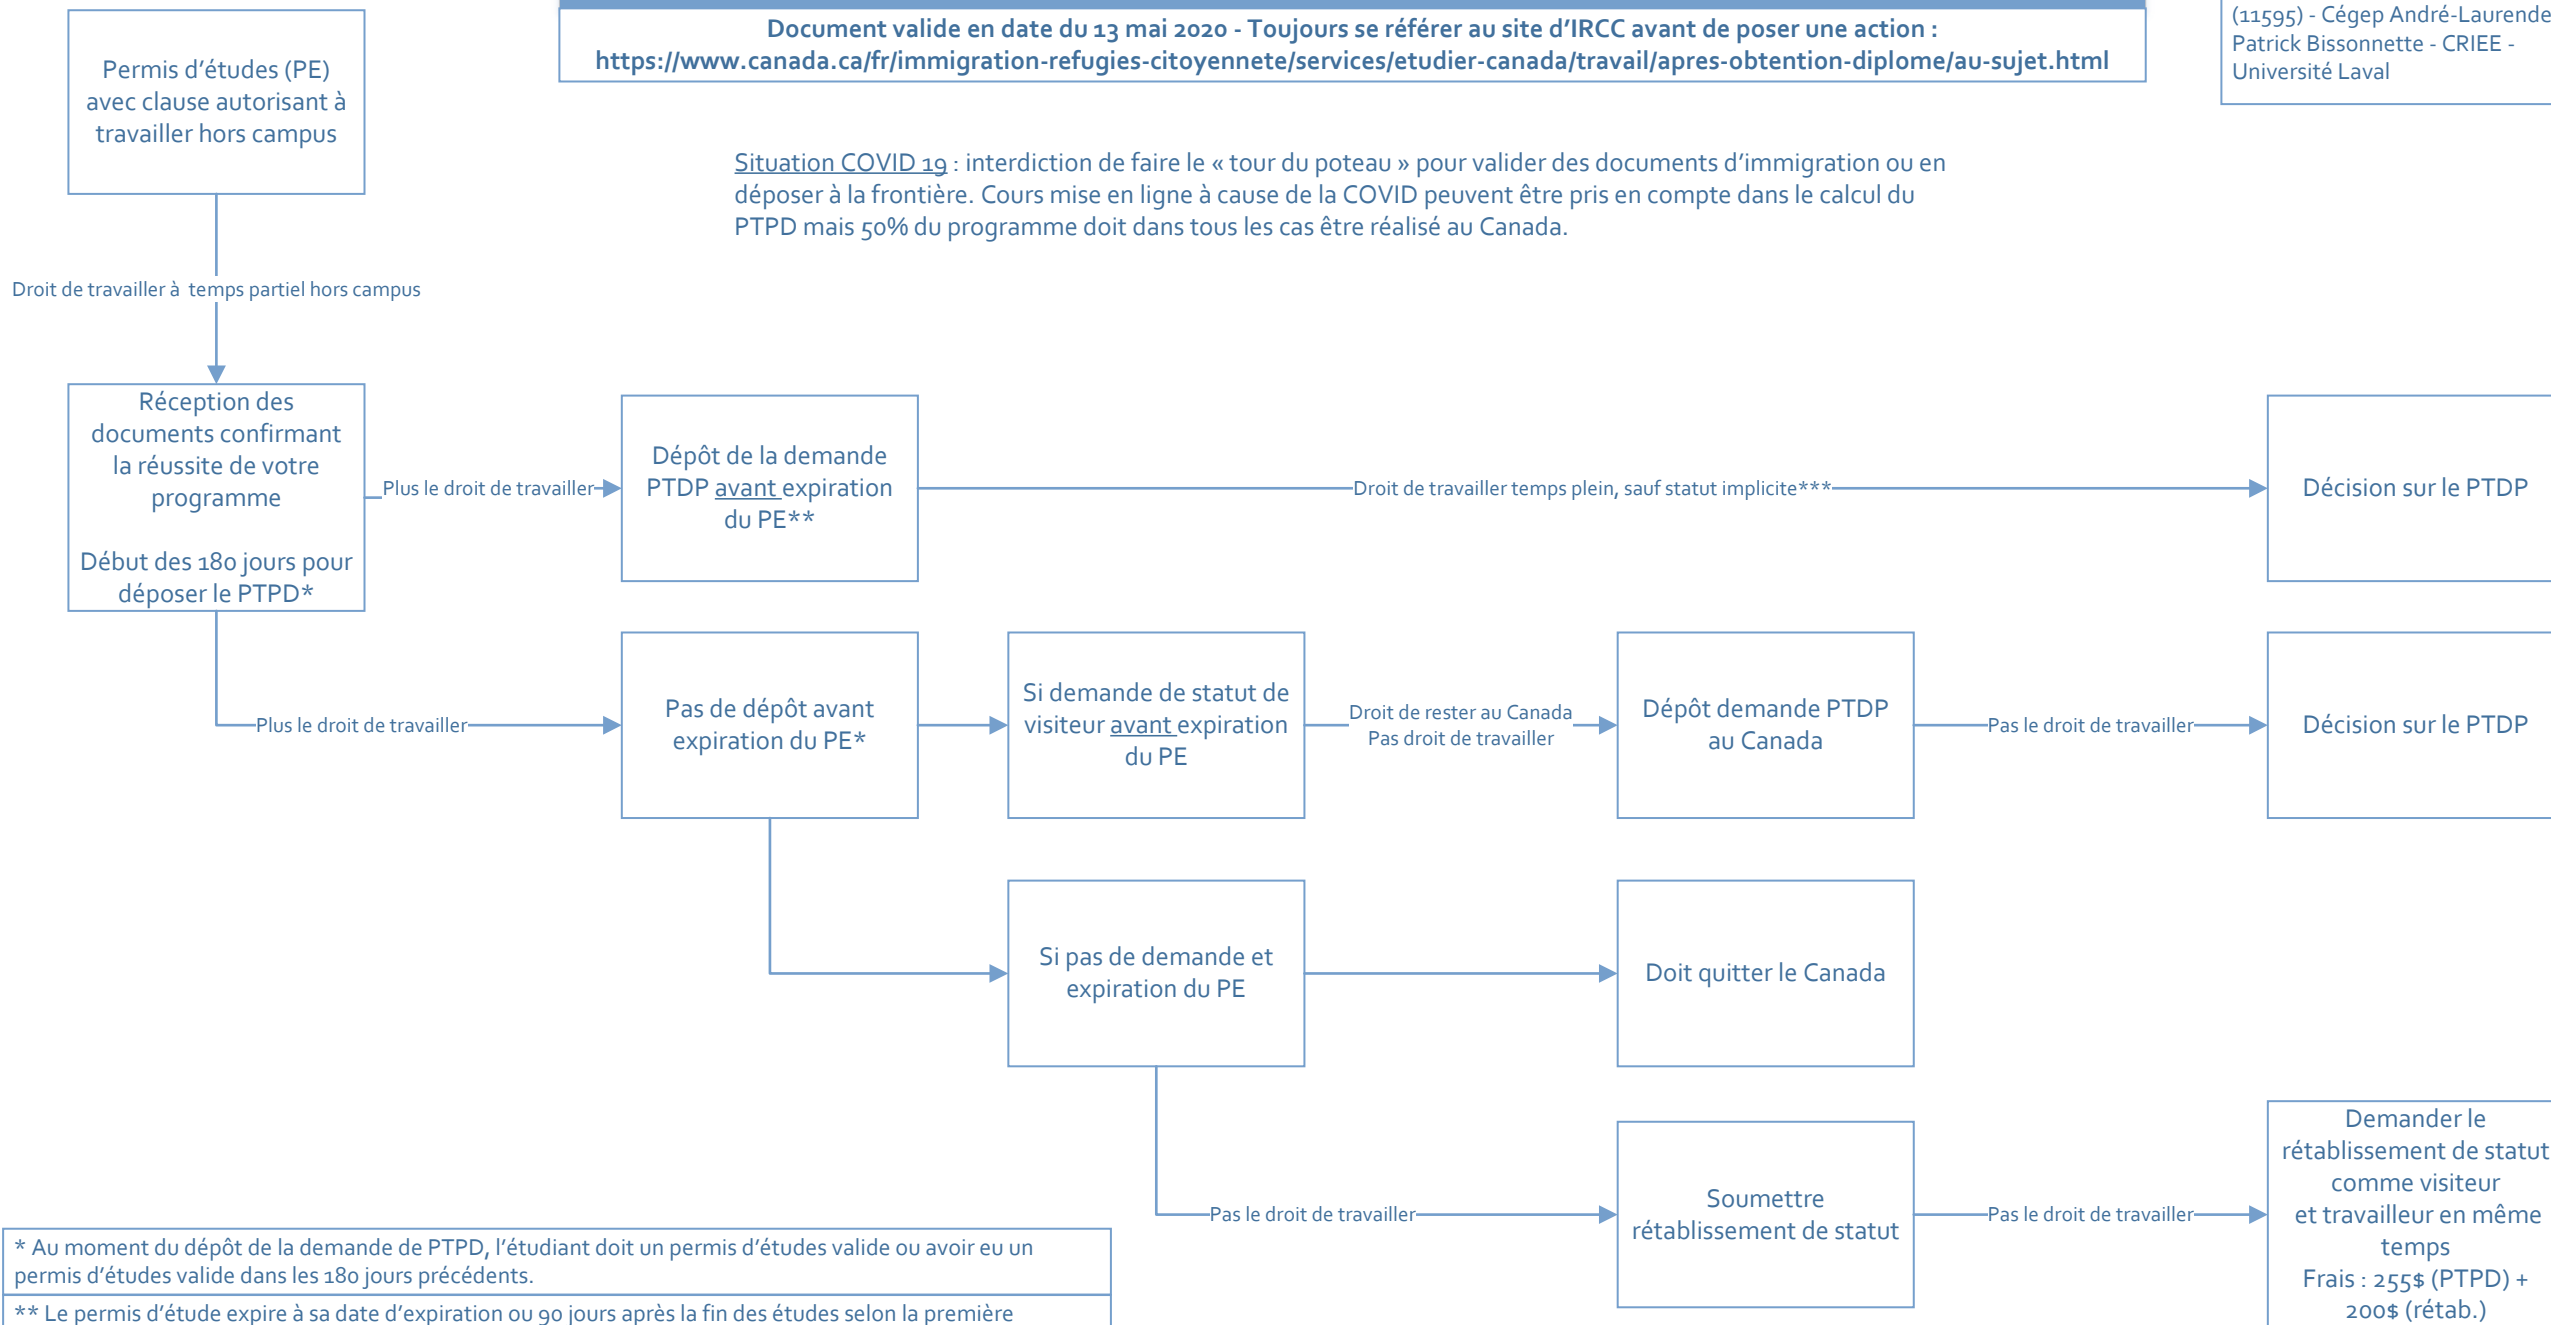 Document valide en date du 13 mai 2020 - Toujours se référer au site d’IRCC avant de poser une action :
https://www.canada.ca/fr/immigration-refugies-citoyennete/services/etudier-canada/travail/apres-obtention-diplome/au-sujet.html
(11595) - Cégep André-Laurende
Patrick Bissonnette - CRIEE -
Université Laval
Permis d’études (PE)
avec clause autorisant à
travailler hors campus
Situation COVID 19 : interdiction de faire le « tour du poteau » pour valider des documents d’immigration ou en
déposer à la frontière. Cours mise en ligne à cause de la COVID peuvent être pris en compte dans le calcul du
PTPD mais 50% du programme doit dans tous les cas être réalisé au Canada.
Droit de travailler à temps partiel hors campus
Réception des
documents confirmant
la réussite de votre
programme
Début des 180 jours pour
déposer le PTPD*
Plus le droit de travailler
Dépôt de la demande
PTDP avant expiration
du PE**
Droit de travailler temps plein, sauf statut implicite***
Décision sur le PTDP
Plus le droit de travailler
Pas de dépôt avant
expiration du PE*
Si demande de statut de
visiteur avant expiration
du PE
Droit de rester au Canada
Pas droit de travailler
Dépôt demande PTDP
au Canada
Pas le droit de travailler
Décision sur le PTDP
Si pas de demande et
expiration du PE
Doit quitter le Canada
Pas le droit de travailler
Soumettre
rétablissement de statut
Pas le droit de travailler
Demander le
rétablissement de statut
comme visiteur
et travailleur en même
temps
Frais : 255$ (PTPD) +
200$ (rétab.)
* Au moment du dépôt de la demande de PTPD, l’étudiant doit un permis d’études valide ou avoir eu un
permis d’études valide dans les 180 jours précédents.
** Le permis d’étude expire à sa date d’expiration ou 90 jours après la fin des études selon la première